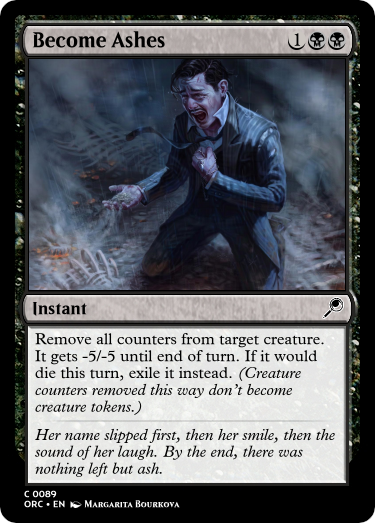 Become Ashes 1
Instant
Remove all counters from target creature.
It gets -5/-5 until end of turn. If it would
die this turn, exile it instead. (Creature
counters removed this way don't become
creature tokens.)
Her name slipped first, then her smile, then the
sound of her laugh. By the end, there was
nothing left but ash.
C 0089
ORC • EN Margarita Bourkova